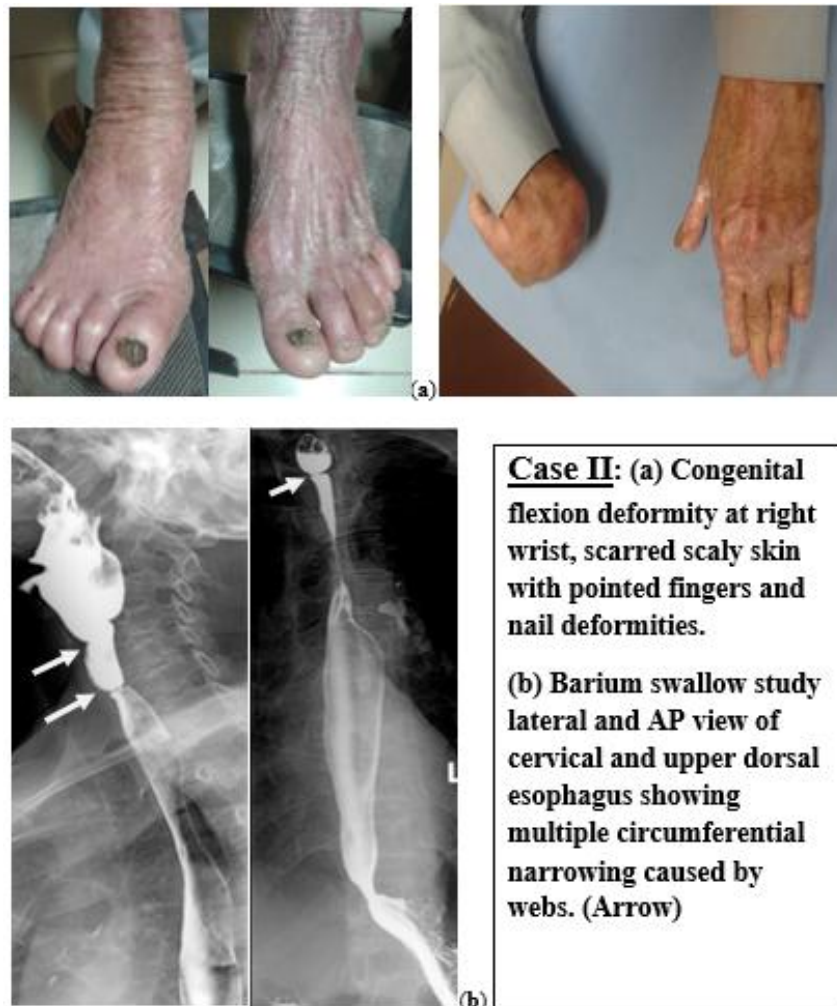 (a)
Case II: (a) Congenital
flexion deformity at right
wrist, scarred scaly skin
with pointed fingers and
nail deformities.
(b) Barium swallow study
lateral and AP view of
cervical and upper dorsal
esophagus showing
multiple circumferential
narrowing caused by
webs. (Arrow)
L
(b)